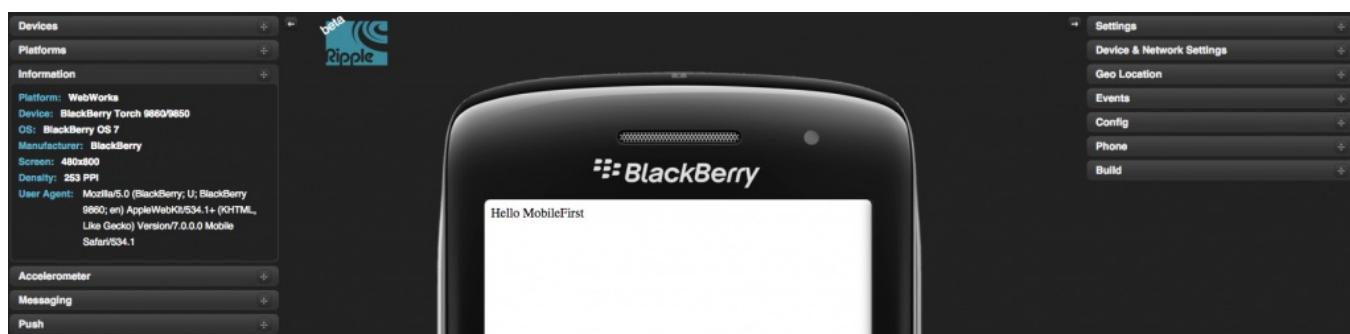 Devices
Platforms
Information
Platform: WebWorks
Device: BlackBerry Torch 9860/9850
OS: BlackBerry OS 7
Manufacturer: BlackBerry
Screen: 480x800
Density: 253 PPI
User Agent: Mozilla/5.0 (BlackBerry; U; BlackBerry
9860; en) AppleWebKit/534.1+ (KHTML,
Like Gecko) Version/7.0.0.0 Mobile
Safari/534.1
Accelerometer
Messaging
Push
beta
Ripple
BlackBerry
Hello MobileFirst
Settings
Device & Network Settings
Geo Location
Events
Config
Phone
Build